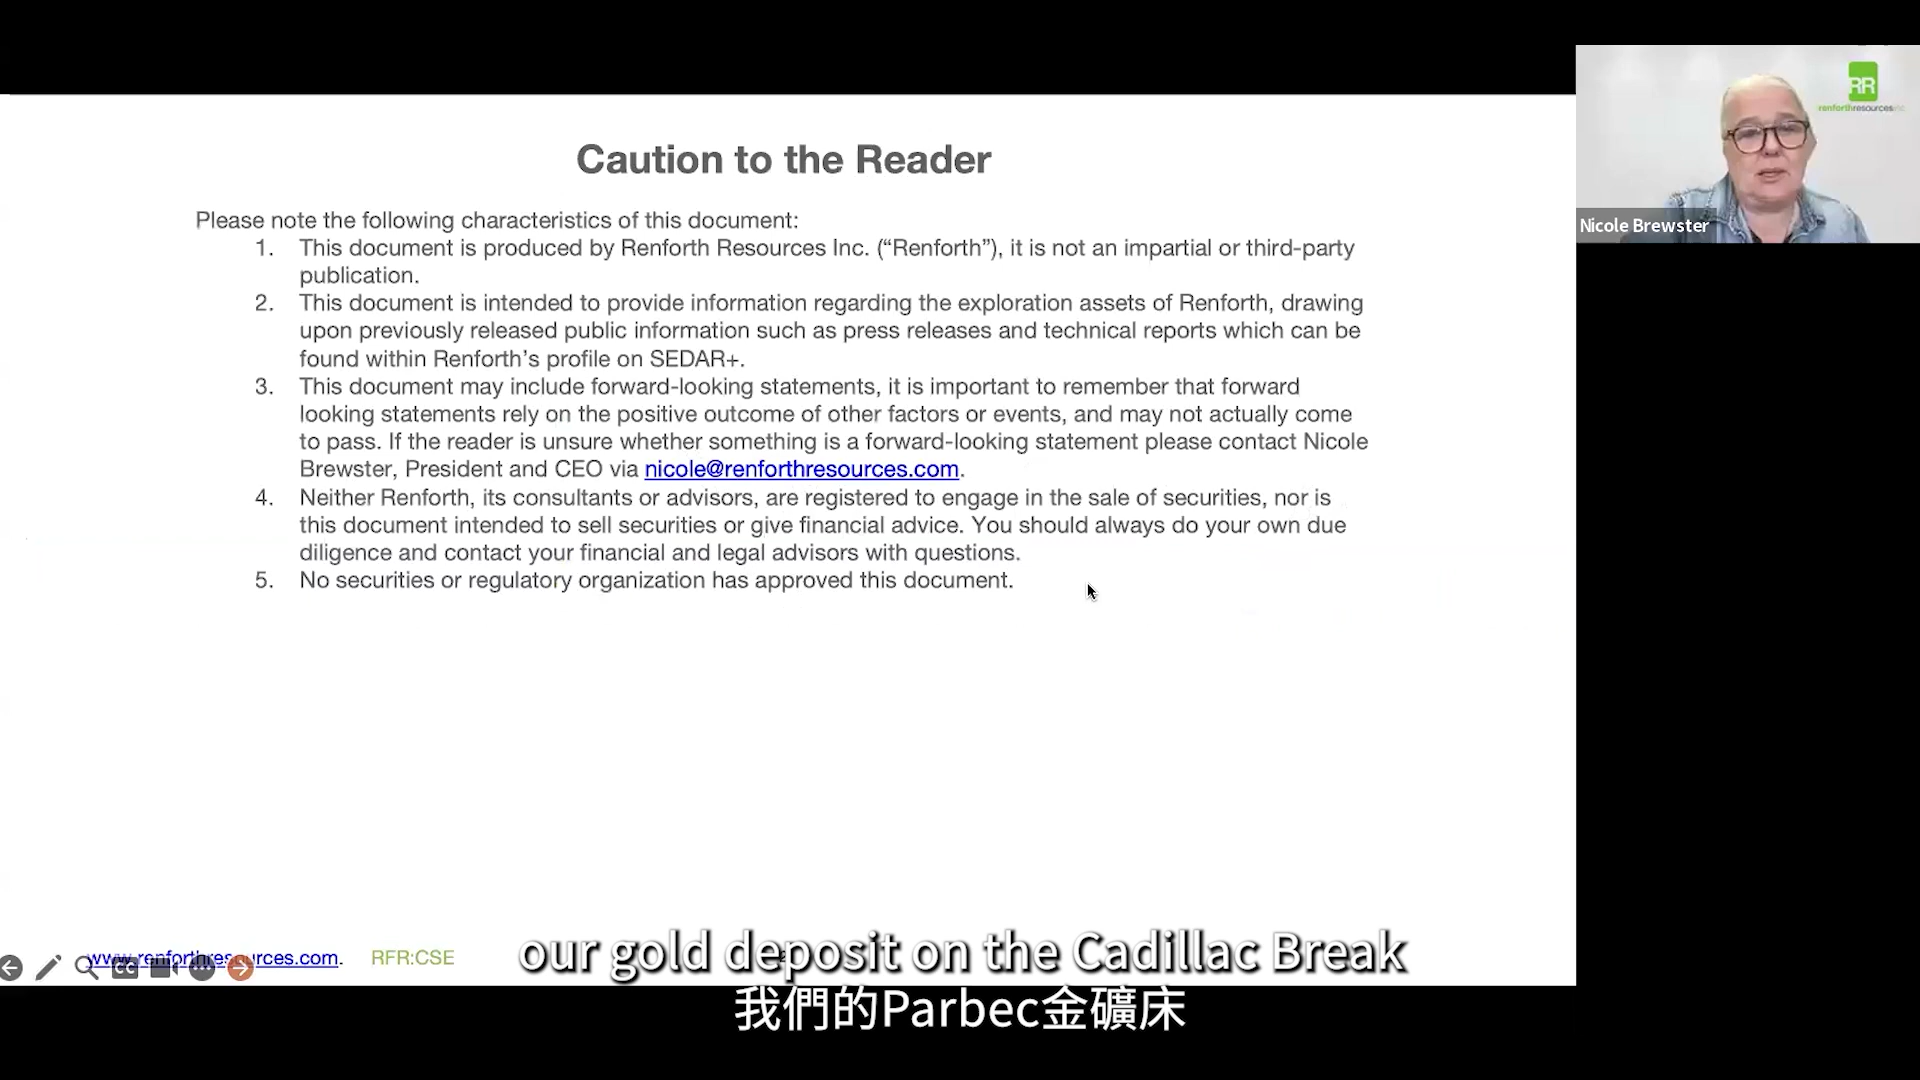 Caution to the Reader
Please note the following characteristics of this document:
1. This document is produced by Renforth Resources Inc. (“Renforth”), it is not an impartial or third-party
publication.
2. This document is intended to provide information regarding the exploration assets of Renforth, drawing
upon previously released public information such as press releases and technical reports which can be
found within Renforth’s profile on SEDAR+.
3. This document may include forward-looking statements, it is important to remember that forward
looking statements rely on the positive outcome of other factors or events, and may not actually come
to pass. If the reader is unsure whether something is a forward-looking statement please contact Nicole
Brewster, President and CEO via nicole@renforthresources.com.
4. Neither Renforth, its consultants or advisors, are registered to engage in the sale of securities, nor is
this document intended to sell securities or give financial advice. You should always do your own due
diligence and contact your financial and legal advisors with questions.
5. No securities or regulatory organization has approved this document.
RR
renforthresourcesinc
Nicole Brewster
www.renforthresources.com.
CC
RFR:CSE
our gold deposit on the Cadillac Break
我們的Parbec金礦床